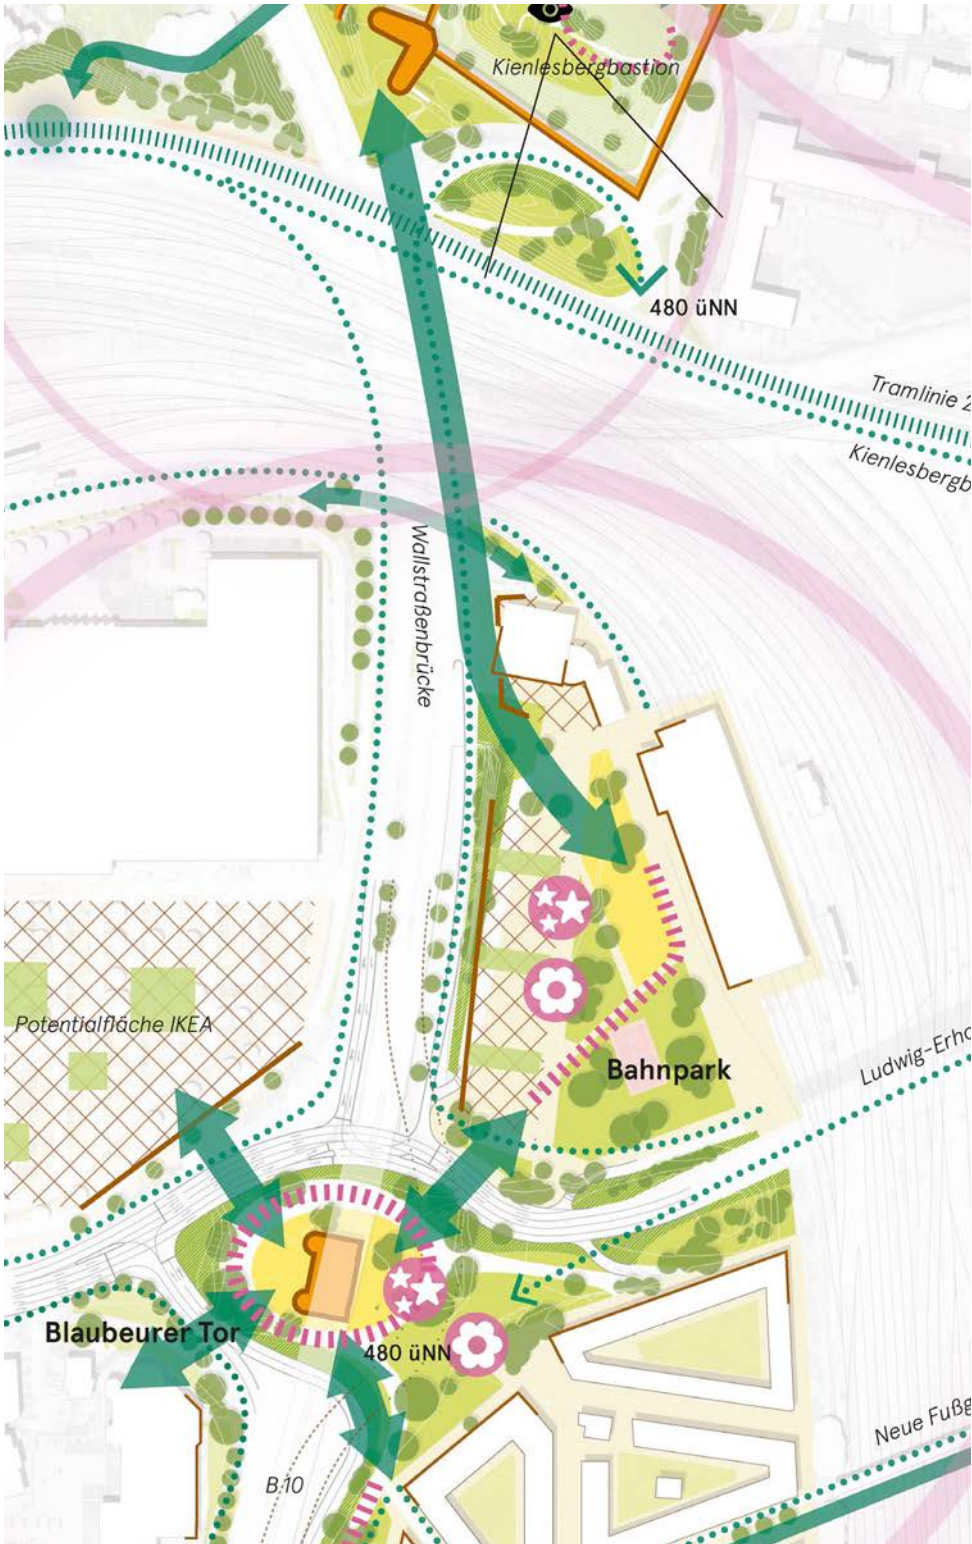 Kienlesbergbastion
480 üNN
Tramlinie 2
Kienlesbergb
Wallstraßenbrücke
Potentialfläche IKEA
Bahnpark
Ludwig-Erha
Blaubeurer Tor
480 üNN
Neue Fußg
B 10